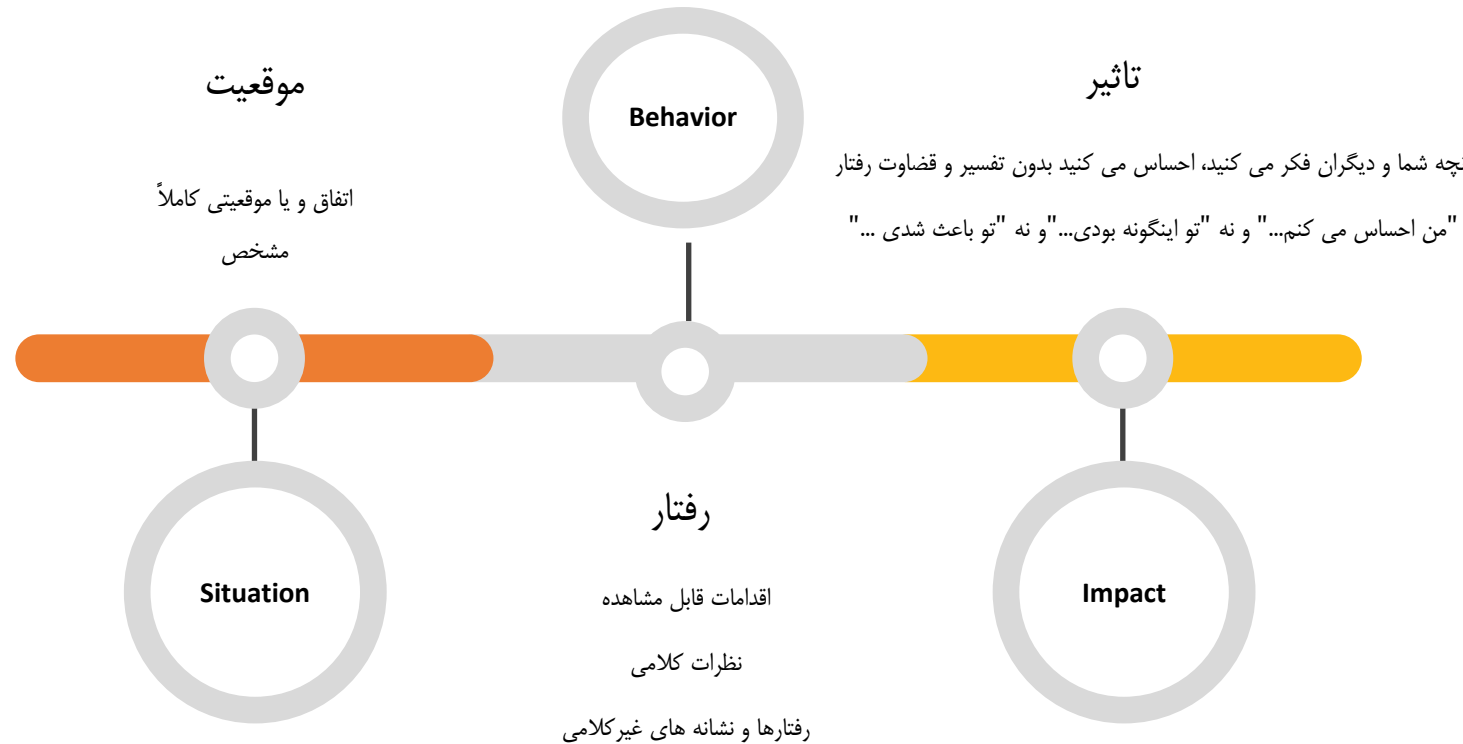 موقعیت
اتفاق و یا موقعیتی کاملاً
مشخص
Situation
Behavior
رفتار
اقدامات قابل مشاهده
نظرات کلامی
رفتارها و نشانه های غیرکلامی
تاثیر
نچه شما و دیگران فکر می کنید، احساس می کنید بدون تفسیر و قضاوت رفتار
"من احساس می کنم..." و نه "تو اینگونه بودی..."و نه "تو باعث شدی ..."
Impact